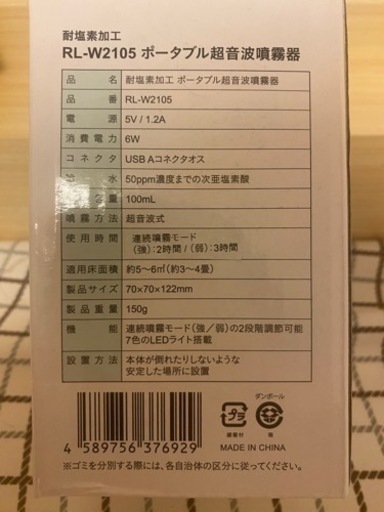 耐塩素加工
RL-W2105 ポータブル超音波噴霧器
品名 耐塩素加工 ポータブル超音波噴霧器
品番 RL-W2105
電源 5V / 1.2A
消費電力 6W
コネクタ USB Aコネクタオス
水 50ppm濃度までの次亜塩素酸
容量 100mL
噴霧方法 超音波式
使用時間 連続噴霧モード
(強):2時間 / (弱):3時間
適用床面積 約5〜6㎡(約3〜4畳)
製品サイズ 70×70×122mm
製品重量 150g
機能 連続噴霧モード(強/弱)の2段階調節可能
7色のLEDライト搭載
設置方法 本体が倒れたりしないような
安定した場所に設置
ダンボール
プラ
緩衝材 箱
4 589756 376929
MADE IN CHINA
※ゴミを分別する際には、各自治体の区分に従ってください。